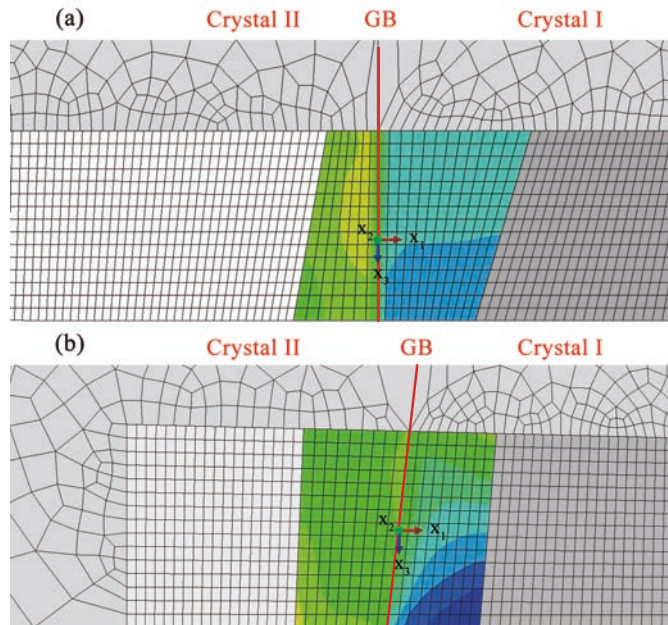 (a) Crystal II GB Crystal I
x₂ x₁
x₃
(b) Crystal II GB Crystal I
x₂ x₁
x₃